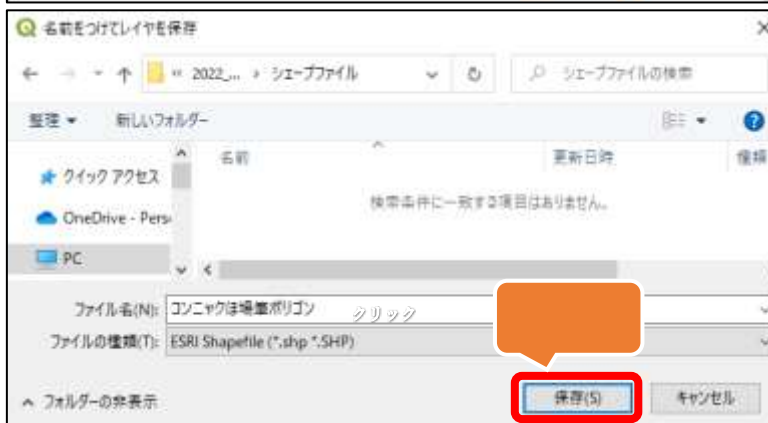 名前をつけてレイヤを保存
« 2022_... › シェープファイル
シェープファイルの検索
整理 ▾ 新しいフォルダー
名前 更新日時 種類
クイック アクセス
検索条件に一致する項目はありません。
OneDrive - Pers
PC
ファイル名(N): コンニャクほ場筆ポリゴン
クリック
ファイルの種類(T): ESRI Shapefile (*.shp *.SHP)
フォルダーの非表示 保存(S) キャンセル